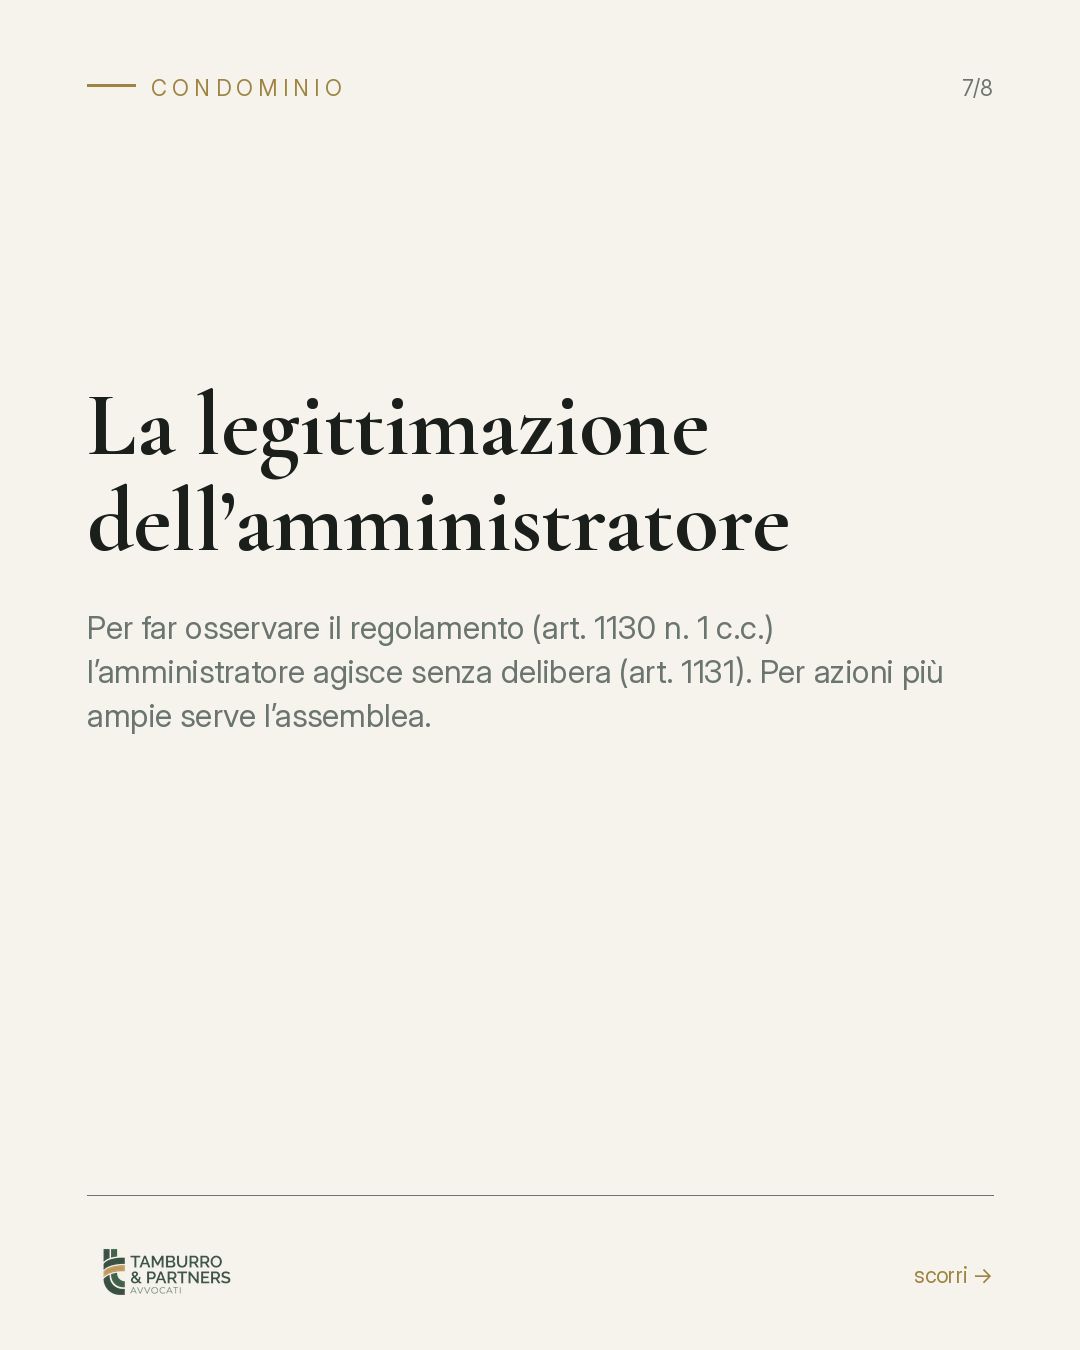 CONDOMINIO
7/8
La legittimazione
dell’amministratore
Per far osservare il regolamento (art. 1130 n. 1 c.c.)
l’amministratore agisce senza delibera (art. 1131). Per azioni più
ampie serve l’assemblea.
TAMBURRO
& PARTNERS
AVVOCATI
scorri →